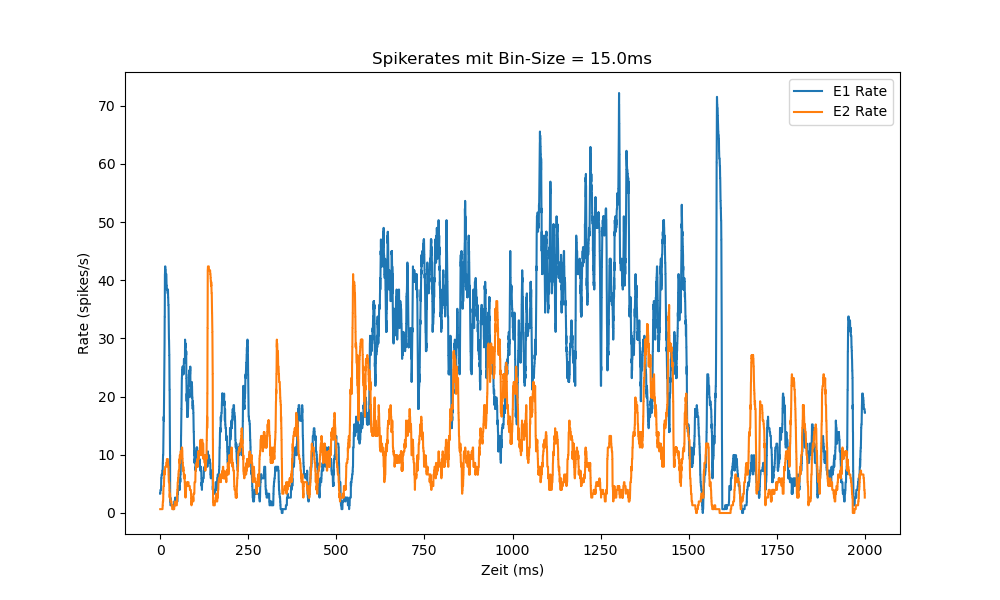 Spikerates mit Bin-Size = 15.0ms
E1 Rate
E2 Rate
70
60
50
40
30
20
10
0
Rate (spikes/s)
0 250 500 750 1000 1250 1500 1750 2000
Zeit (ms)